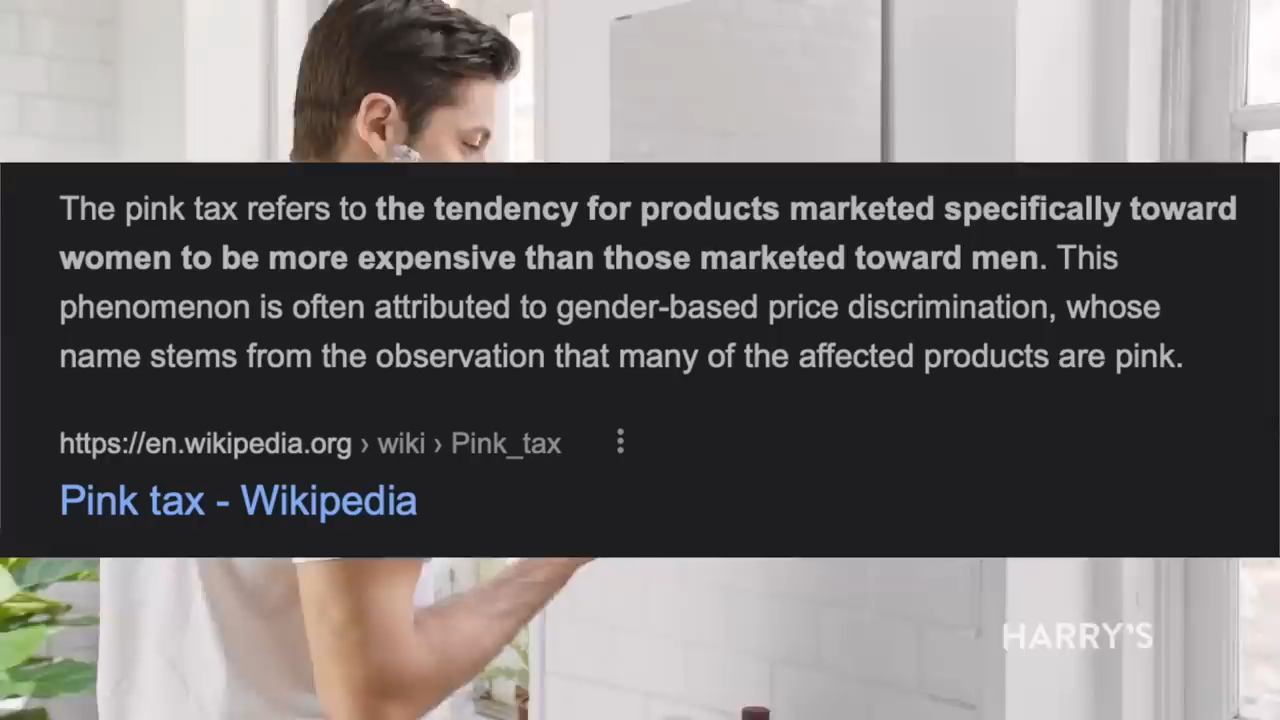 The pink tax refers to the tendency for products marketed specifically toward
women to be more expensive than those marketed toward men. This
phenomenon is often attributed to gender-based price discrimination, whose
name stems from the observation that many of the affected products are pink.
https://en.wikipedia.org › wiki › Pink_tax
Pink tax - Wikipedia
HARRY'S